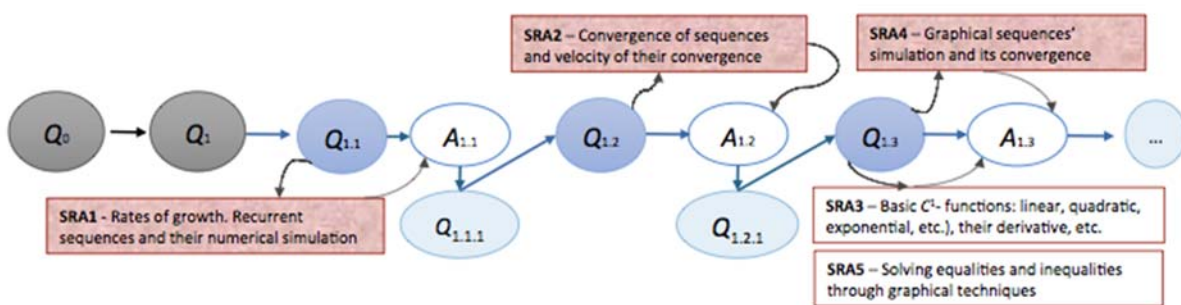 SRA2 – Convergence of sequences
and velocity of their convergence
SRA4 – Graphical sequences’
simulation and its convergence
Q₀
Q₁
Q₁.₁
A₁.₁
Q₁.₂
A₁.₂
Q₁.₃
A₁.₃
...
SRA1 - Rates of growth. Recurrent
sequences and their numerical simulation
Q₁.₁.₁
Q₁.₂.₁
SRA3 – Basic C¹- functions: linear, quadratic,
exponential, etc.), their derivative, etc.
SRA5 – Solving equalities and inequalities
through graphical techniques